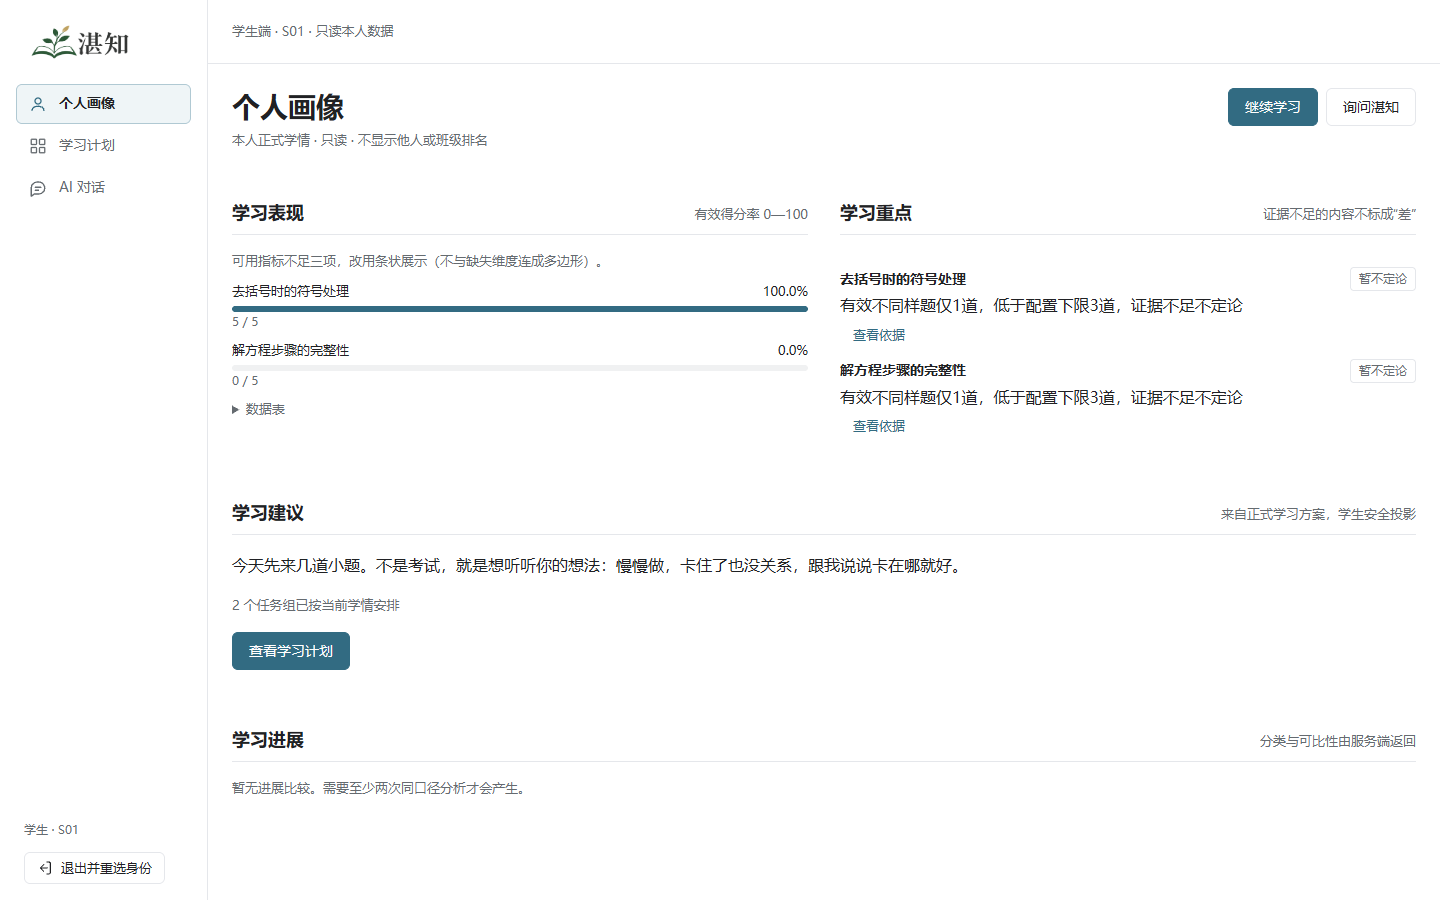 湛知
个人画像
学习计划
AI 对话
学生 · S01
退出并重选身份
学生端 · S01 · 只读本人数据
个人画像
本人正式学情 · 只读 · 不显示他人或班级排名
继续学习
询问湛知
学习表现
有效得分率 0—100
可用指标不足三项，改用条状展示（不与缺失维度连成多边形）。
去括号时的符号处理
100.0%
5 / 5
解方程步骤的完整性
0.0%
0 / 5
数据表
学习重点
证据不足的内容不标成“差”
去括号时的符号处理
暂不定论
有效不同样题仅1道，低于配置下限3道，证据不足不定论
查看依据
解方程步骤的完整性
暂不定论
有效不同样题仅1道，低于配置下限3道，证据不足不定论
查看依据
学习建议
来自正式学习方案，学生安全投影
今天先来几道小题。不是考试，就是想听听你的想法：慢慢做，卡住了也没关系，跟我说说卡在哪就好。
2 个任务组已按当前学情安排
查看学习计划
学习进展
分类与可比性由服务端返回
暂无进展比较。需要至少两次同口径分析才会产生。